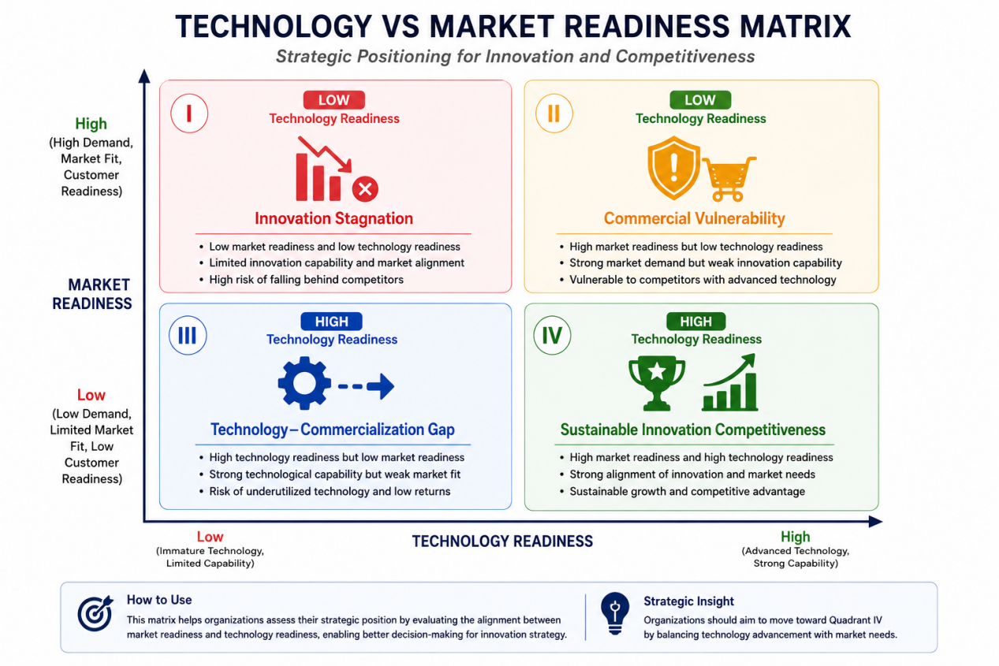 TECHNOLOGY VS MARKET READINESS MATRIX
Strategic Positioning for Innovation and Competitiveness
High
(High Demand,
Market Fit,
Customer
Readiness)
MARKET
READINESS
Low
(Low Demand,
Limited Market
Fit, Low
Customer
Readiness)
I
LOW
Technology Readiness
Innovation Stagnation
• Low market readiness and low technology readiness
• Limited innovation capability and market alignment
• High risk of falling behind competitors
II
LOW
Technology Readiness
Commercial Vulnerability
• High market readiness but low technology readiness
• Strong market demand but weak innovation capability
• Vulnerable to competitors with advanced technology
III
HIGH
Technology Readiness
Technology–Commercialization Gap
• High technology readiness but low market readiness
• Strong technological capability but weak market fit
• Risk of underutilized technology and low returns
IV
HIGH
Technology Readiness
Sustainable Innovation Competitiveness
• High market readiness and high technology readiness
• Strong alignment of innovation and market needs
• Sustainable growth and competitive advantage
Low
(Immature Technology,
Limited Capability)
TECHNOLOGY READINESS
High
(Advanced Technology,
Strong Capability)
How to Use
This matrix helps organizations assess their strategic position by evaluating the alignment between
market readiness and technology readiness, enabling better decision-making for innovation strategy.
Strategic Insight
Organizations should aim to move toward Quadrant IV
by balancing technology advancement with market needs.